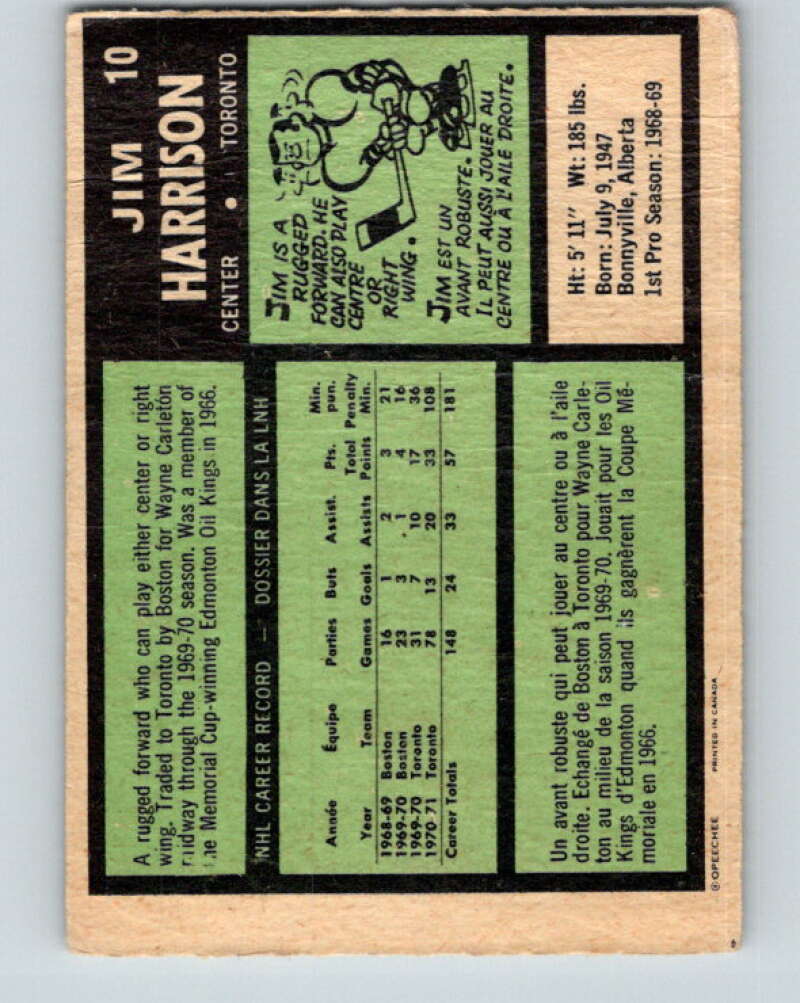 JIM 10
HARRISON
CENTER • TORONTO
A rugged forward who can play either center or right
wing. Traded to Toronto by Boston for Wayne Carleton
midway through the 1969-70 season. Was a member of
the Memorial Cup-winning Edmonton Oil Kings in 1966.
JIM IS A
RUGGED
FORWARD. HE
CAN ALSO PLAY
CENTRE
OR
RIGHT
WING.
JIM EST UN
AVANT ROBUSTE.
IL PEUT AUSSI JOUER AU
CENTRE OU À L'AILE DROITE.
Ht: 5' 11" Wt: 185 lbs.
Born: July 9, 1947
Bonnyville, Alberta
1st Pro Season: 1968-69
NHL CAREER RECORD — DOSSIER DANS LA LNH
Année Équipe Parties Buts Assist. Pts. Min. pun.
Year Team Games Goals Assists Total Points Penalty Min.
1968-69 Boston 16 1 2 3 21
1969-70 Boston 23 3 1 4 16
1969-70 Toronto 31 7 10 17 36
1970-71 Toronto 78 13 20 33 108
Career Totals 148 24 33 57 181
Un avant robuste qui peut jouer au centre ou à l'aile
droite. Echangé de Boston à Toronto pour Wayne Carle-
ton au milieu de la saison 1969-70. Jouait pour les Oil
Kings d'Edmonton quand ils gagnèrent la Coupe Mé-
moriale en 1966.
® OPEECHEE PRINTED IN CANADA